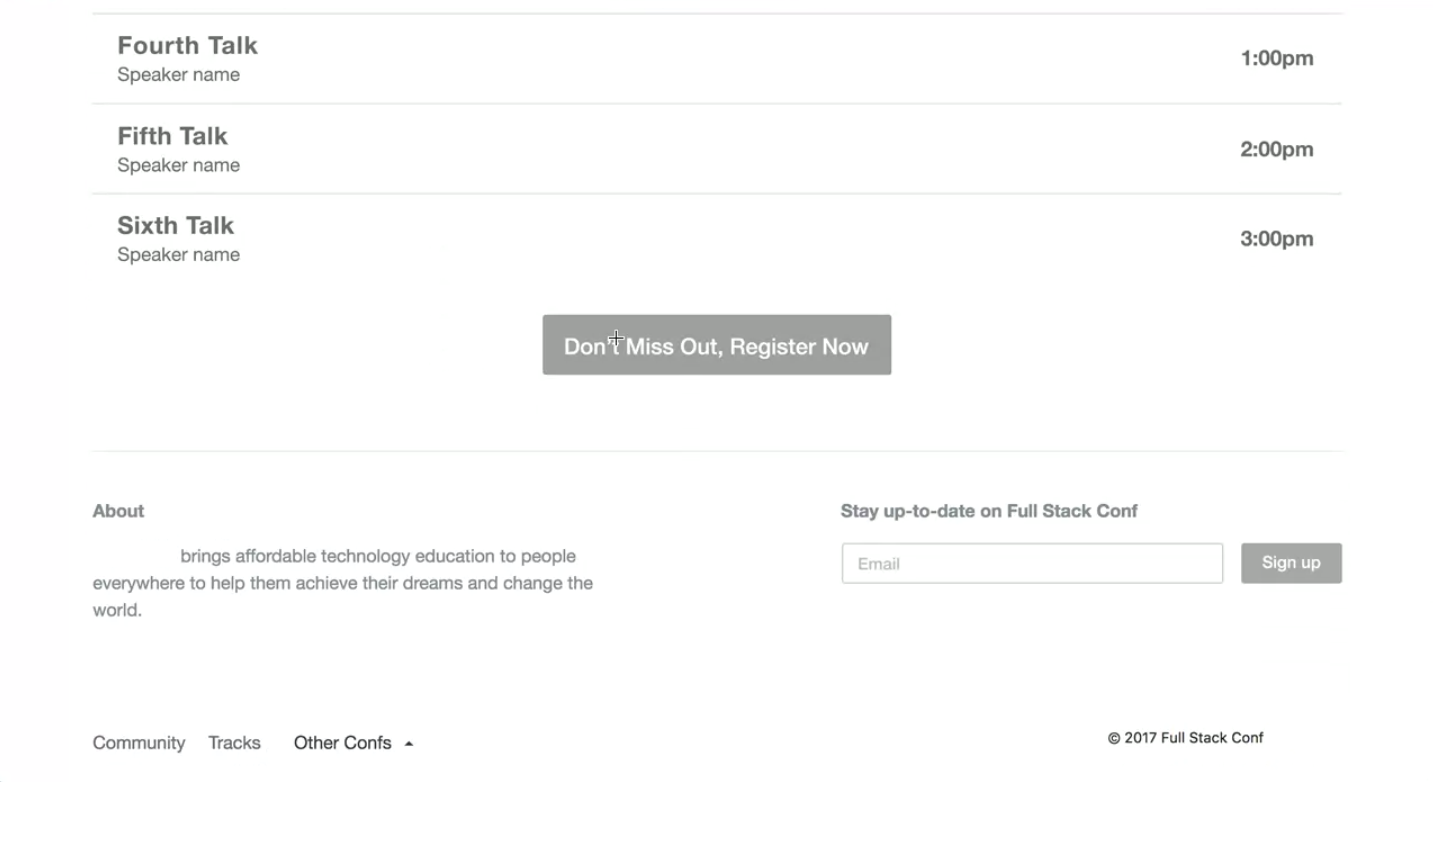 Fourth Talk
Speaker name
1:00pm
Fifth Talk
Speaker name
2:00pm
Sixth Talk
Speaker name
3:00pm
Don't Miss Out, Register Now
About
brings affordable technology education to people
everywhere to help them achieve their dreams and change the
world.
Stay up-to-date on Full Stack Conf
Email
Sign up
Community
Tracks
Other Confs
© 2017 Full Stack Conf